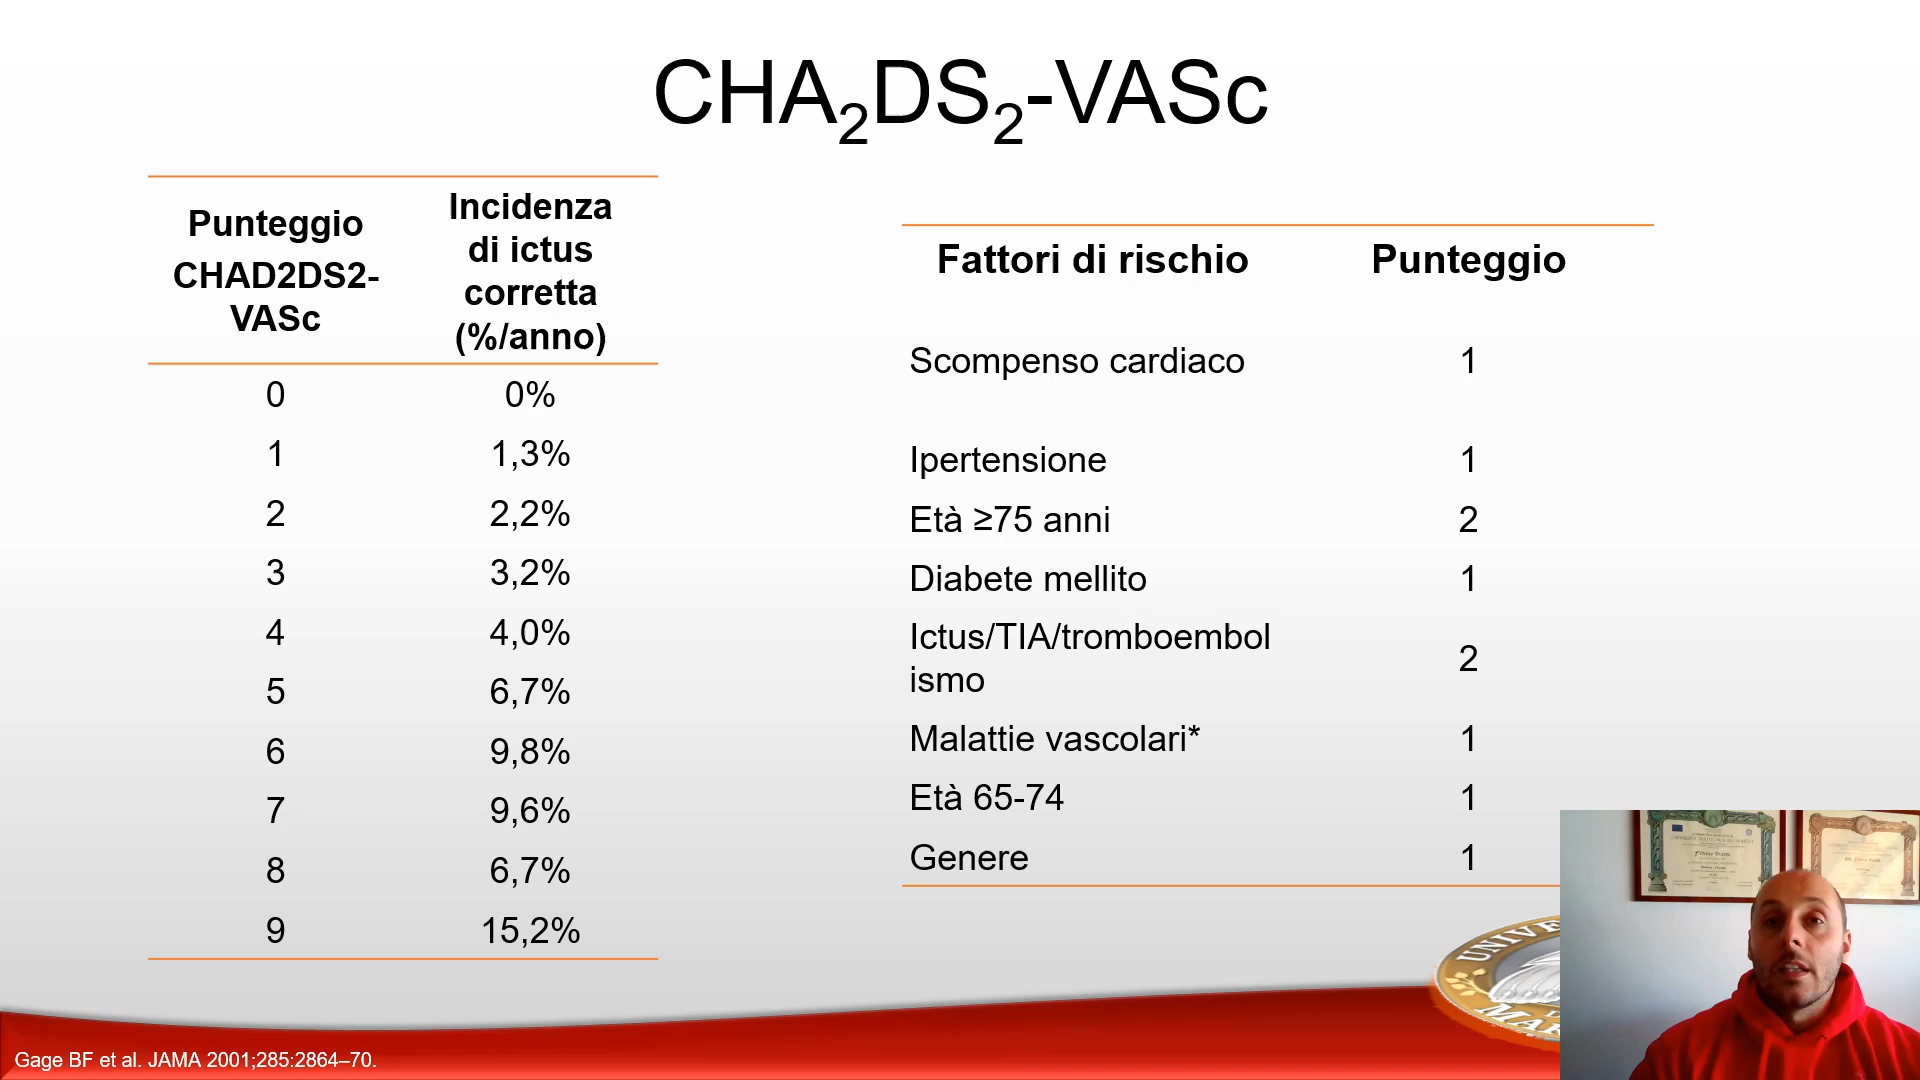 CHA2DS2-VASc
Punteggio
CHAD2DS2-
VASc
Incidenza
di ictus
corretta
(%/anno)
0 0%
1 1,3%
2 2,2%
3 3,2%
4 4,0%
5 6,7%
6 9,8%
7 9,6%
8 6,7%
9 15,2%
Fattori di rischio Punteggio
Scompenso cardiaco 1
Ipertensione 1
Età ≥75 anni 2
Diabete mellito 1
Ictus/TIA/tromboembol
ismo
2
Malattie vascolari* 1
Età 65-74 1
Genere 1
Gage BF et al. JAMA 2001;285:2864–70.